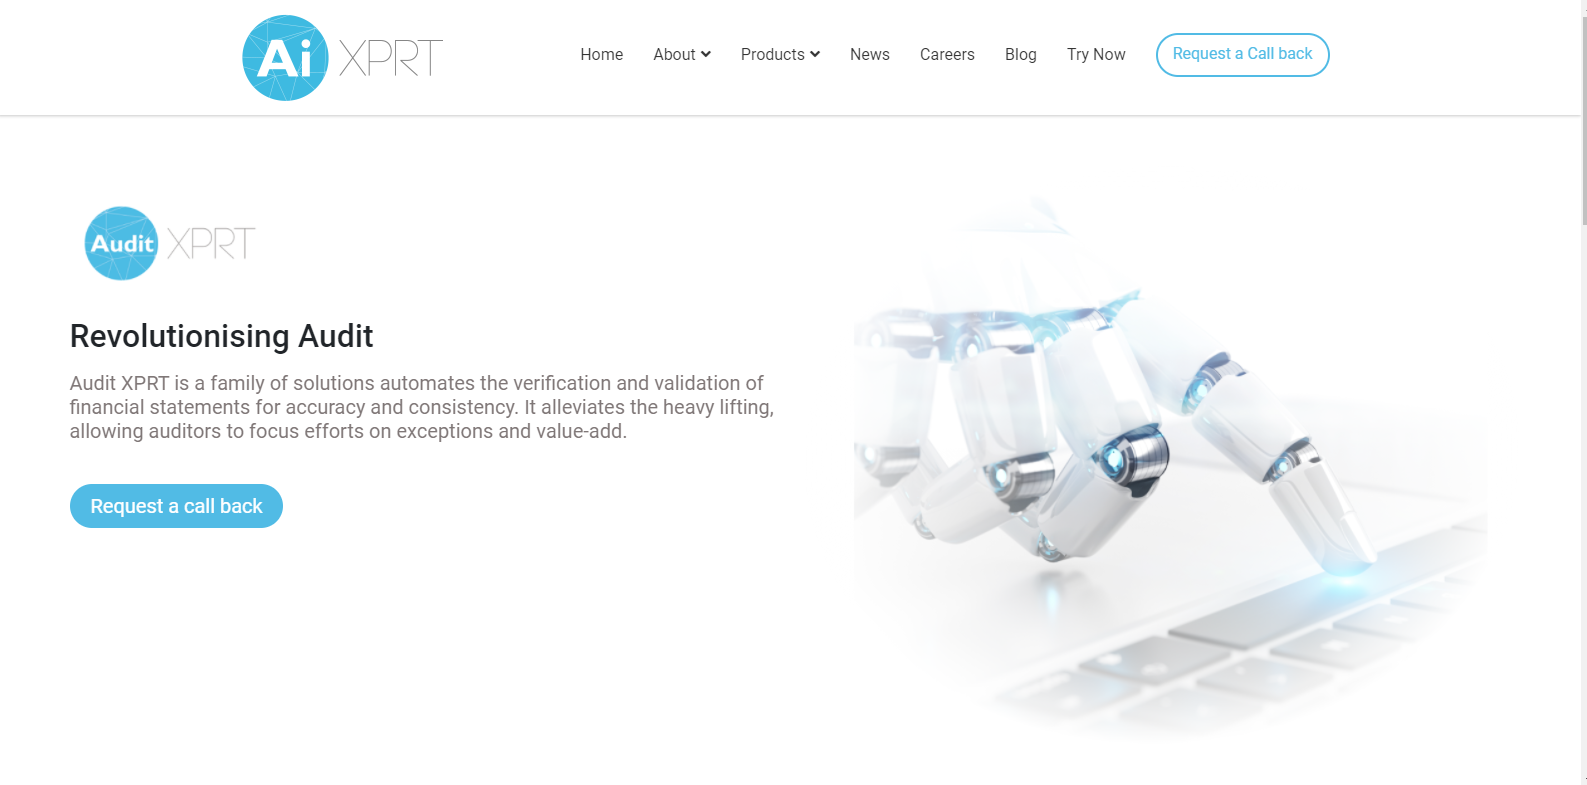 Ai XPRT
Home About Products News Careers Blog Try Now Request a Call back
Audit XPRT
Revolutionising Audit
Audit XPRT is a family of solutions automates the verification and validation of
financial statements for accuracy and consistency. It alleviates the heavy lifting,
allowing auditors to focus efforts on exceptions and value-add.
Request a call back